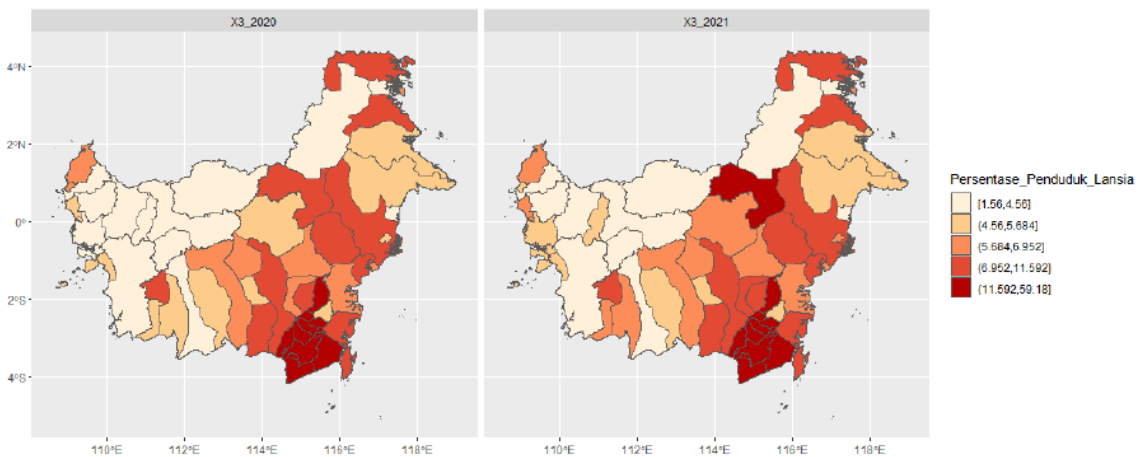 X3_2020
X3_2021
4°N
2°N
0°
2°S
4°S
110°E 112°E 114°E 116°E 118°E
110°E 112°E 114°E 116°E 118°E
Persentase_Penduduk_Lansia
[1.56,4.56]
(4.56,5.684]
(5.684,6.952]
(6.952,11.592]
(11.592,59.18]